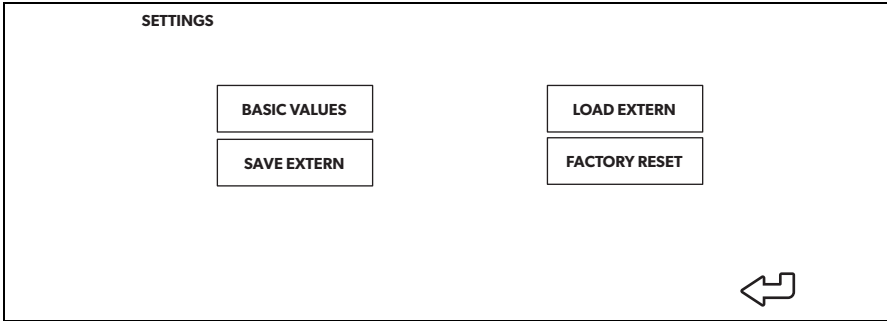 SETTINGS
BASIC VALUES
LOAD EXTERN
SAVE EXTERN
FACTORY RESET